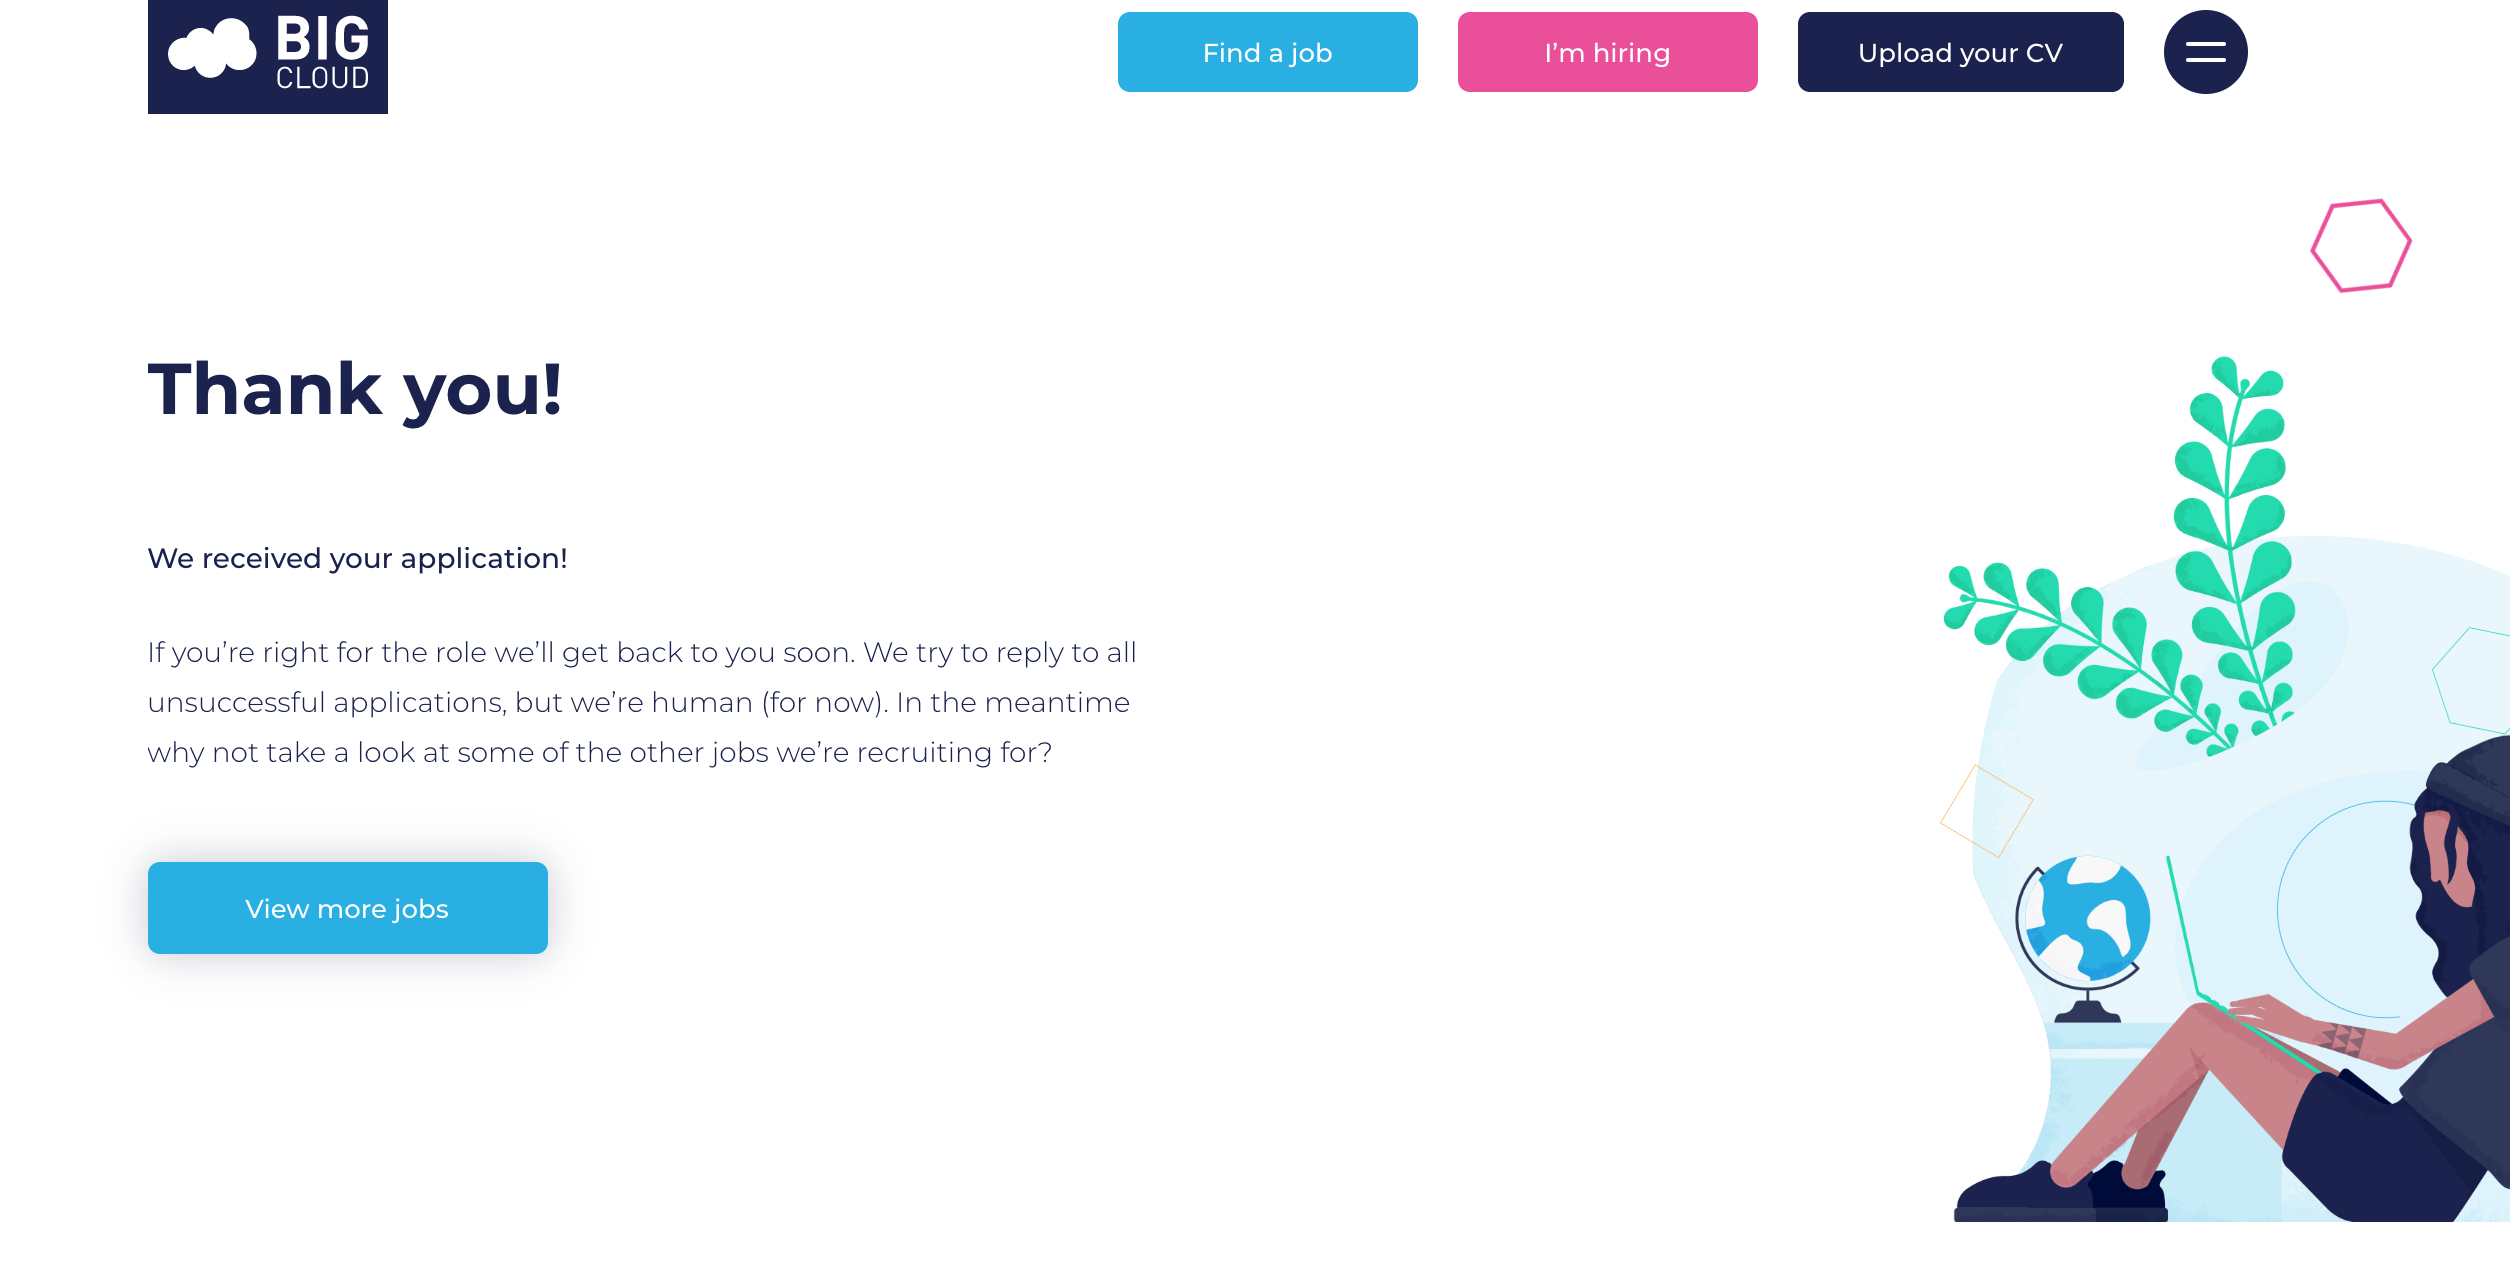 BIG
CLOUD
Find a job
I’m hiring
Upload your CV
Thank you!
We received your application!
If you’re right for the role we’ll get back to you soon. We try to reply to all
unsuccessful applications, but we’re human (for now). In the meantime
why not take a look at some of the other jobs we’re recruiting for?
View more jobs